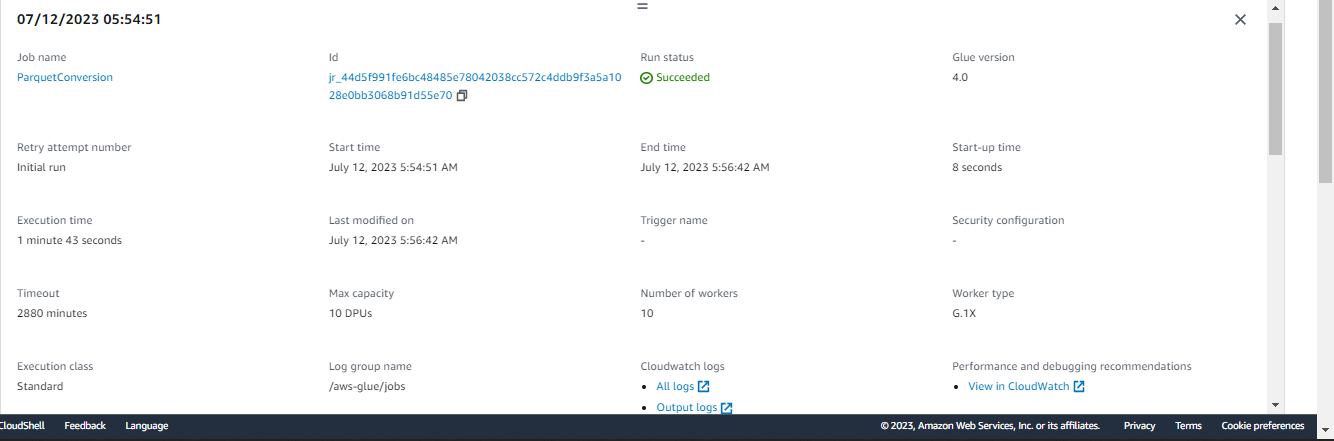 07/12/2023 05:54:51
Job name
Id
Run status
Glue version
ParquetConversion
jr_44d5f991fe6bc48485e78042038cc572c4ddb9f3a5a10
28e0bb3068b91d55e70
Succeeded
4.0
Retry attempt number
Start time
End time
Start-up time
Initial run
July 12, 2023 5:54:51 AM
July 12, 2023 5:56:42 AM
8 seconds
Execution time
Last modified on
Trigger name
Security configuration
1 minute 43 seconds
July 12, 2023 5:56:42 AM
-
-
Timeout
Max capacity
Number of workers
Worker type
2880 minutes
10 DPUs
10
G.1X
Execution class
Log group name
Cloudwatch logs
Performance and debugging recommendations
Standard
/aws-glue/jobs
All logs
View in CloudWatch
Output logs
CloudShell
Feedback
Language
© 2023, Amazon Web Services, Inc. or its affiliates.
Privacy
Terms
Cookie preferences